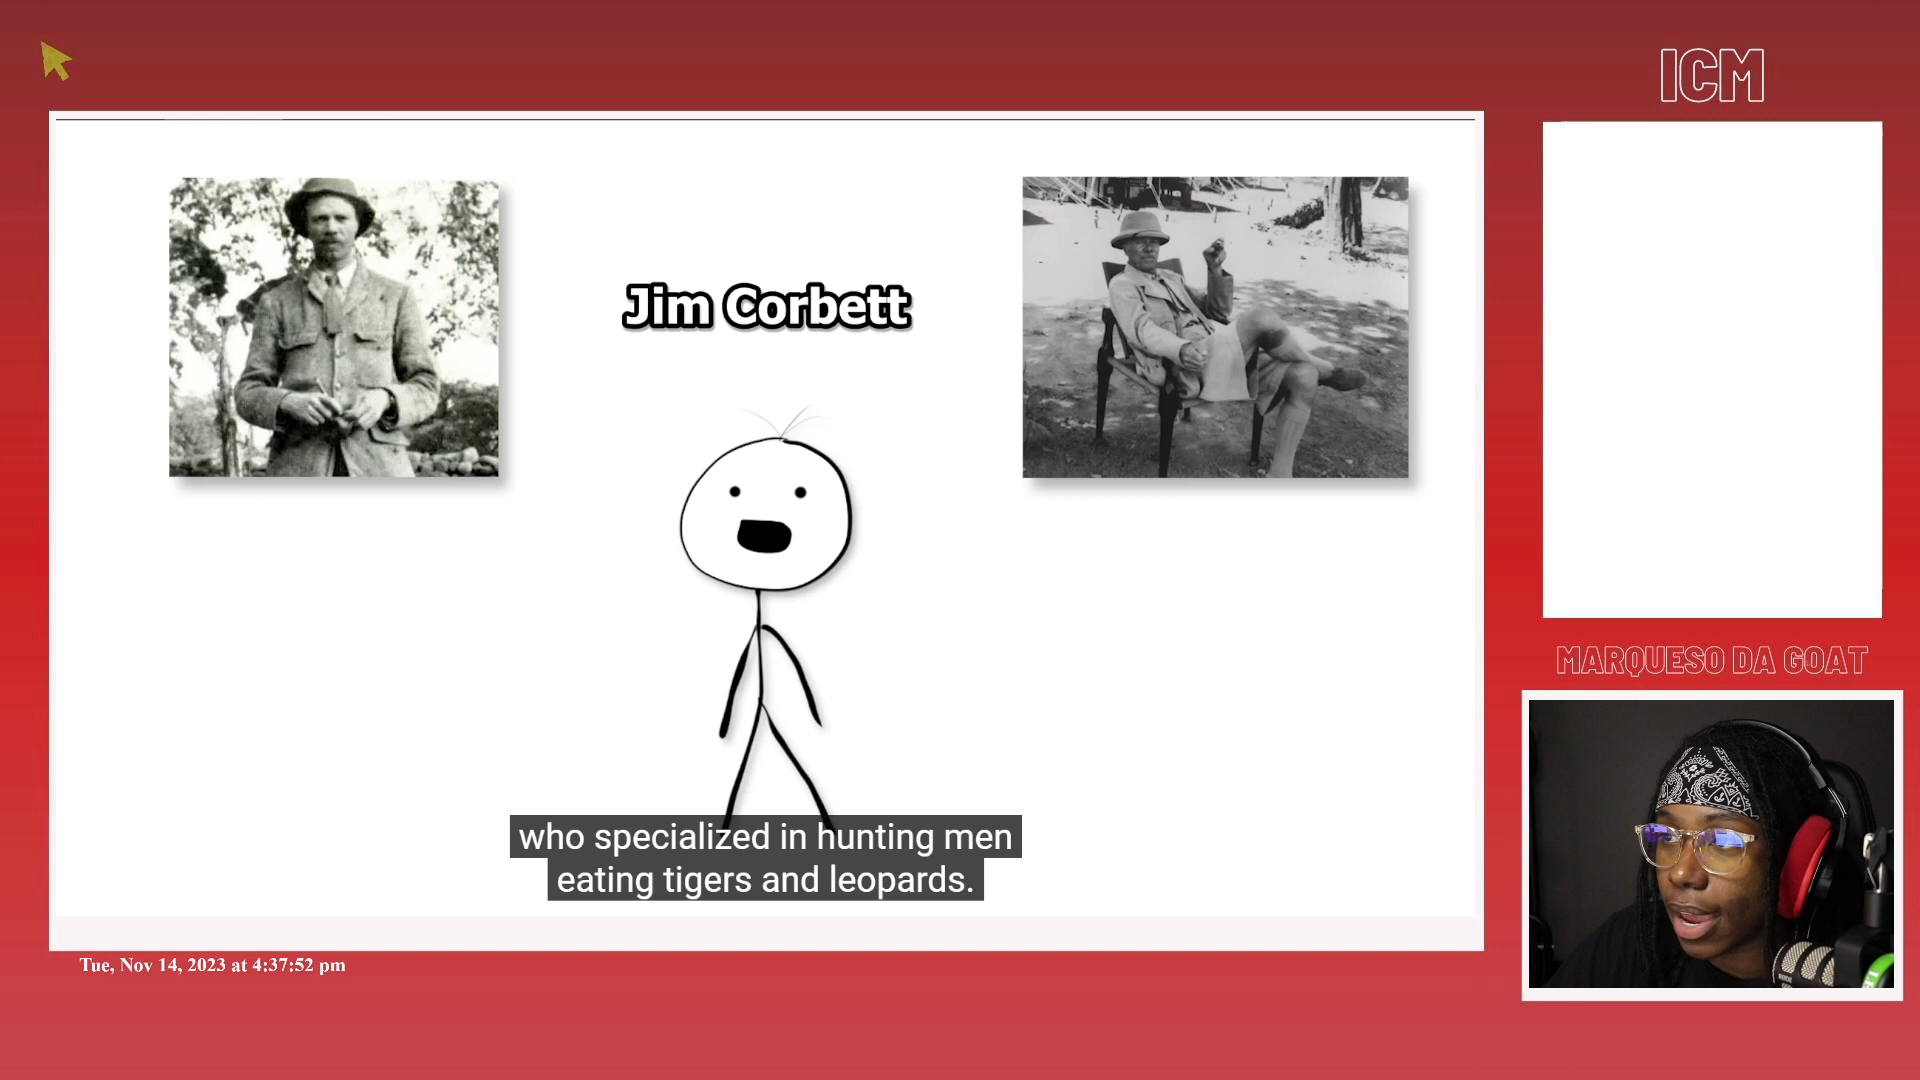 ICM
Jim Corbett
who specialized in hunting men
eating tigers and leopards.
MARQUESO DA GOAT
Tue, Nov 14, 2023 at 4:37:52 pm